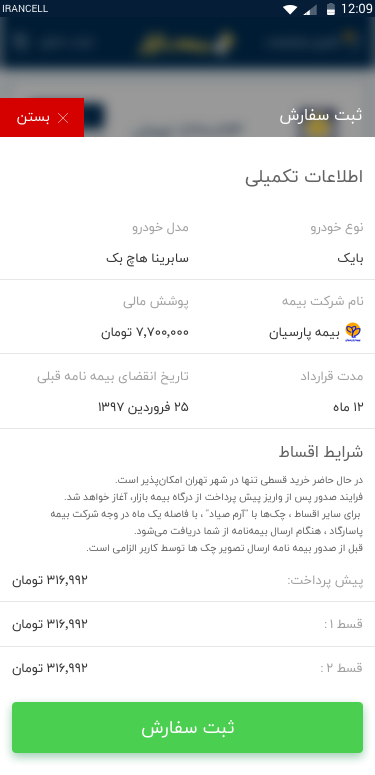 IRANCELL 12:09
ثبت سفارش
بستن
اطلاعات تکمیلی
نوع خودرو مدل خودرو
بایک سابرینا هاچ بک
نام شرکت بیمه پوشش مالی
بیمه پارسیان ۷,۷۰۰,۰۰۰ تومان
مدت قرارداد تاریخ انقضای بیمه نامه قبلی
۱۲ ماه ۲۵ فروردین ۱۳۹۷
شرایط اقساط
در حال حاضر خرید قسطی تنها در شهر تهران امکان‌پذیر است.
فرایند صدور پس از واریز پیش پرداخت از درگاه بیمه بازار، آغاز خواهد شد.
برای سایر اقساط ، چک‌ها با "آرم صیاد" ، با فاصله یک ماه در وجه شرکت بیمه
پاسارگاد ، هنگام ارسال بیمه‌نامه از شما دریافت می‌شود.
قبل از صدور بیمه نامه ارسال تصویر چک ها توسط کاربر الزامی است.
پیش پرداخت: ۳۱۶,۹۹۲ تومان
قسط ۱ : ۳۱۶,۹۹۲ تومان
قسط ۲ : ۳۱۶,۹۹۲ تومان
ثبت سفارش